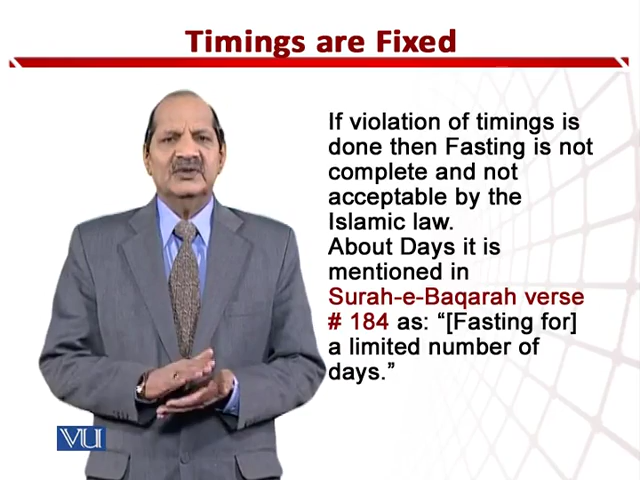 Timings are Fixed
If violation of timings is
done then Fasting is not
complete and not
acceptable by the
Islamic law.
About Days it is
mentioned in
Surah-e-Baqarah verse
# 184 as: “[Fasting for]
a limited number of
days.”
VU